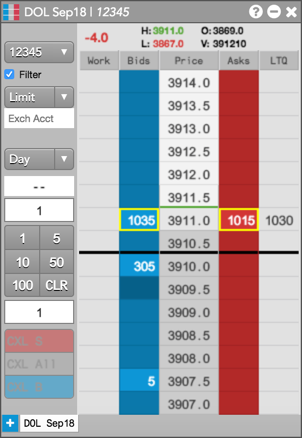 DOL Sep18 | 12345
12345
-4.0
H: 3911.0 O: 3869.0
L: 3867.0 V: 391210
Filter
Work Bids Price Asks LTQ
Limit
Exch Acct
Day
--
1
1 5
10 50
100 CLR
1
CXL S
CXL All
CXL B
3914.0
3913.5
3913.0
3912.5
3912.0
3911.5
1035 3911.0 1015 1030
3910.5
305 3910.0
3909.5
3909.0
3908.5
3908.0
5 3907.5
3907.0
+ DOL Sep18